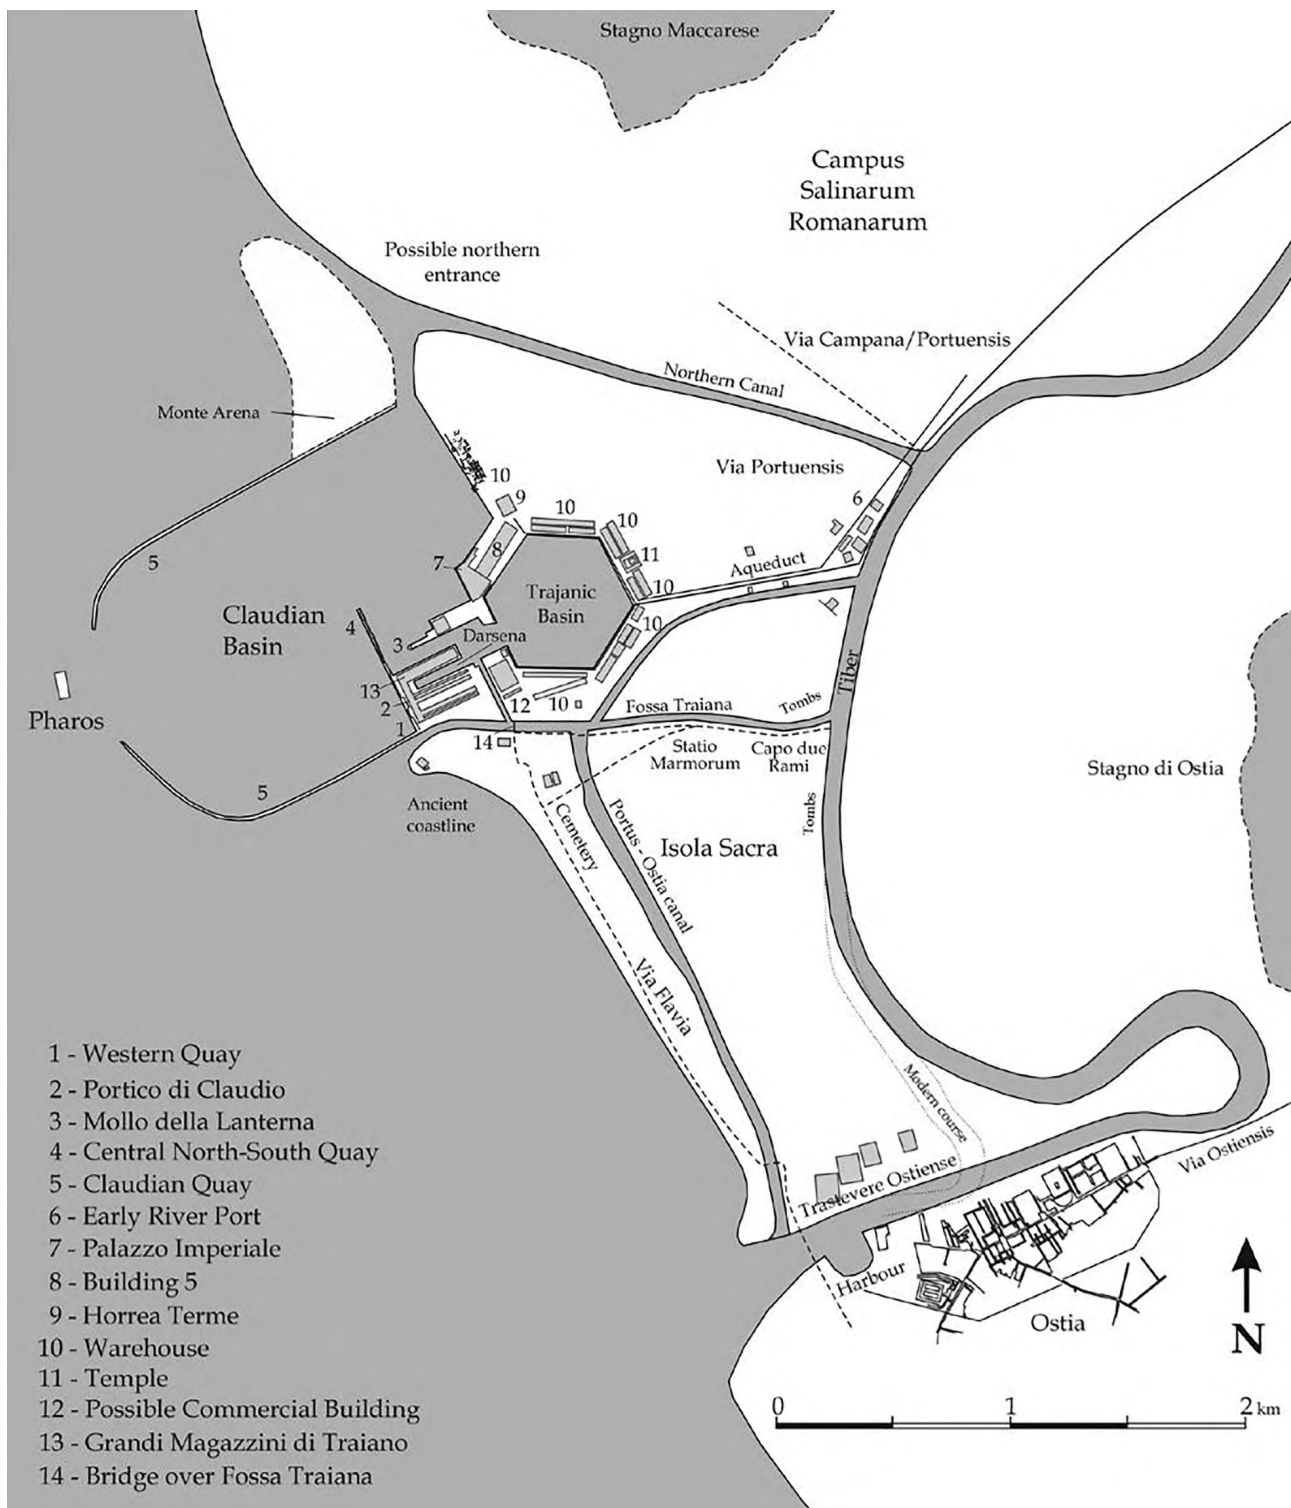 Stagno Maccarese
Campus
Salinarum
Romanarum
Possible northern
entrance
Via Campana/Portuensis
Northern Canal
Monte Arena
Via Portuensis
10
9
10
10
6
5
8
11
7
Aqueduct
10
Trajanic
Basin
Claudian
Basin
4
3
Darsena
10
Tiber
13
2
1
12
10
Fossa Traiana
Tombs
Pharos
14
Statio
Marmorum
Capo due
Rami
Stagno di Ostia
5
Ancient
coastline
Cemetery
Tombs
Portus - Ostia canal
Isola Sacra
Via Flavia
Modern course
1 - Western Quay
2 - Portico di Claudio
3 - Mollo della Lanterna
4 - Central North-South Quay
5 - Claudian Quay
6 - Early River Port
7 - Palazzo Imperiale
8 - Building 5
9 - Horrea Terme
10 - Warehouse
11 - Temple
12 - Possible Commercial Building
13 - Grandi Magazzini di Traiano
14 - Bridge over Fossa Traiana
Trastevere Ostiense
Via Ostiensis
Harbour
Ostia
N
0 1 2 km